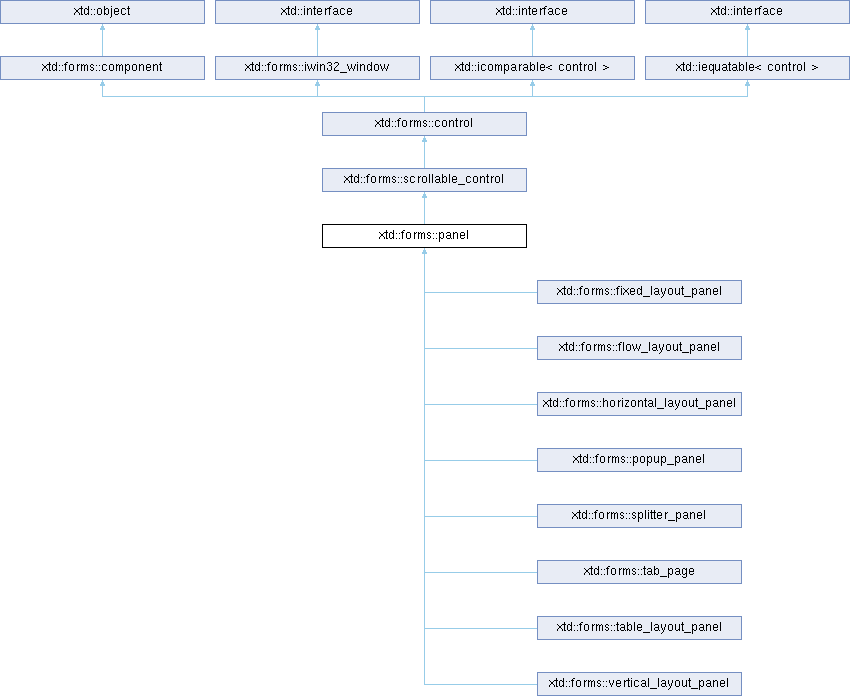 xtd::object
xtd::interface
xtd::interface
xtd::interface
xtd::forms::component
xtd::forms::iwin32_window
xtd::icomparable< control >
xtd::iequatable< control >
xtd::forms::control
xtd::forms::scrollable_control
xtd::forms::panel
xtd::forms::fixed_layout_panel
xtd::forms::flow_layout_panel
xtd::forms::horizontal_layout_panel
xtd::forms::popup_panel
xtd::forms::splitter_panel
xtd::forms::tab_page
xtd::forms::table_layout_panel
xtd::forms::vertical_layout_panel